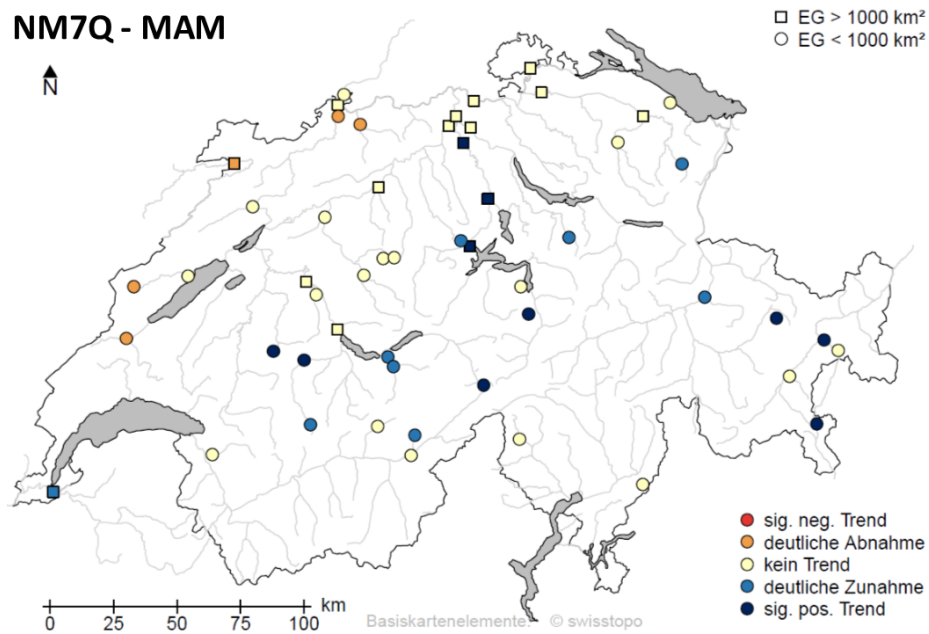 NM7Q - MAM
EG > 1000 km²
EG < 1000 km²
N
sig. neg. Trend
deutliche Abnahme
kein Trend
deutliche Zunahme
sig. pos. Trend
km
0 25 50 75 100
Basiskartenelemente: © swisstopo